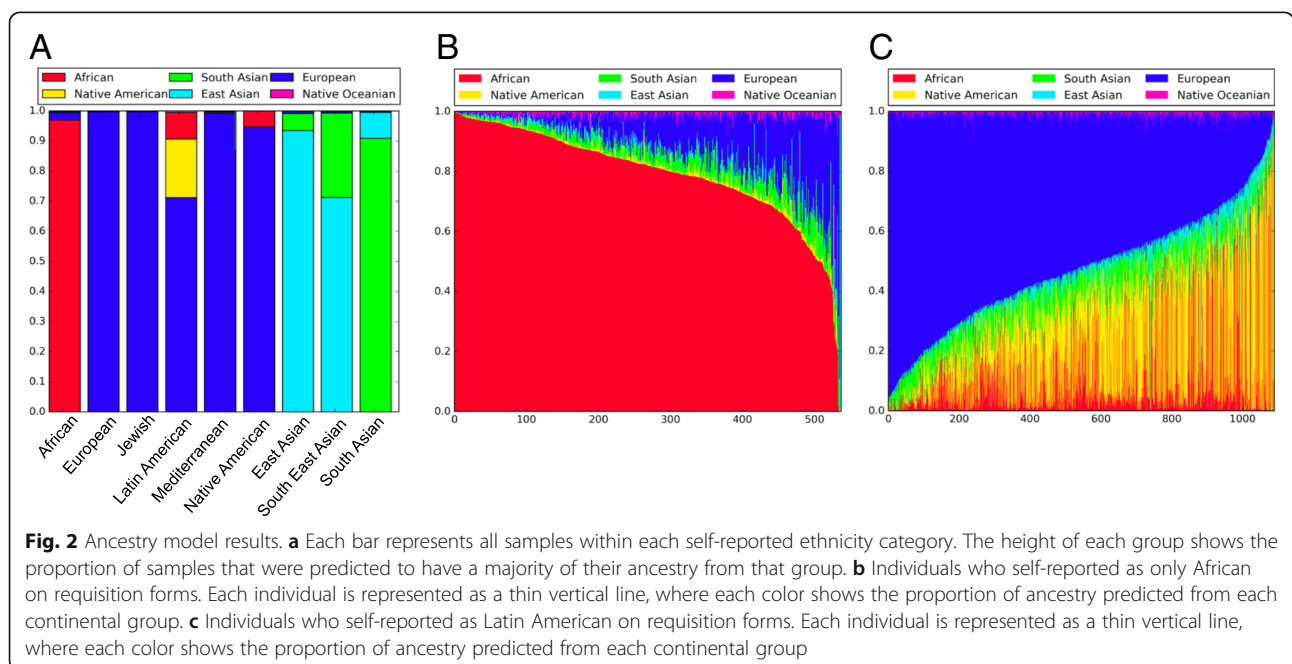 A
B
C
African South Asian European
Native American East Asian Native Oceanian
African South Asian European
Native American East Asian Native Oceanian
African South Asian European
Native American East Asian Native Oceanian
1.0
0.9
0.8
0.7
0.6
0.5
0.4
0.3
0.2
0.1
0.0
African
European
Jewish
Latin American
Mediterranean
Native American
East Asian
South East Asian
South Asian
1.0
0.8
0.6
0.4
0.2
0.0
0 100 200 300 400 500
1.0
0.8
0.6
0.4
0.2
0.0
0 200 400 600 800 1000
Fig. 2 Ancestry model results. a Each bar represents all samples within each self-reported ethnicity category. The height of each group shows the
proportion of samples that were predicted to have a majority of their ancestry from that group. b Individuals who self-reported as only African
on requisition forms. Each individual is represented as a thin vertical line, where each color shows the proportion of ancestry predicted from each
continental group. c Individuals who self-reported as Latin American on requisition forms. Each individual is represented as a thin vertical line,
where each color shows the proportion of ancestry predicted from each continental group